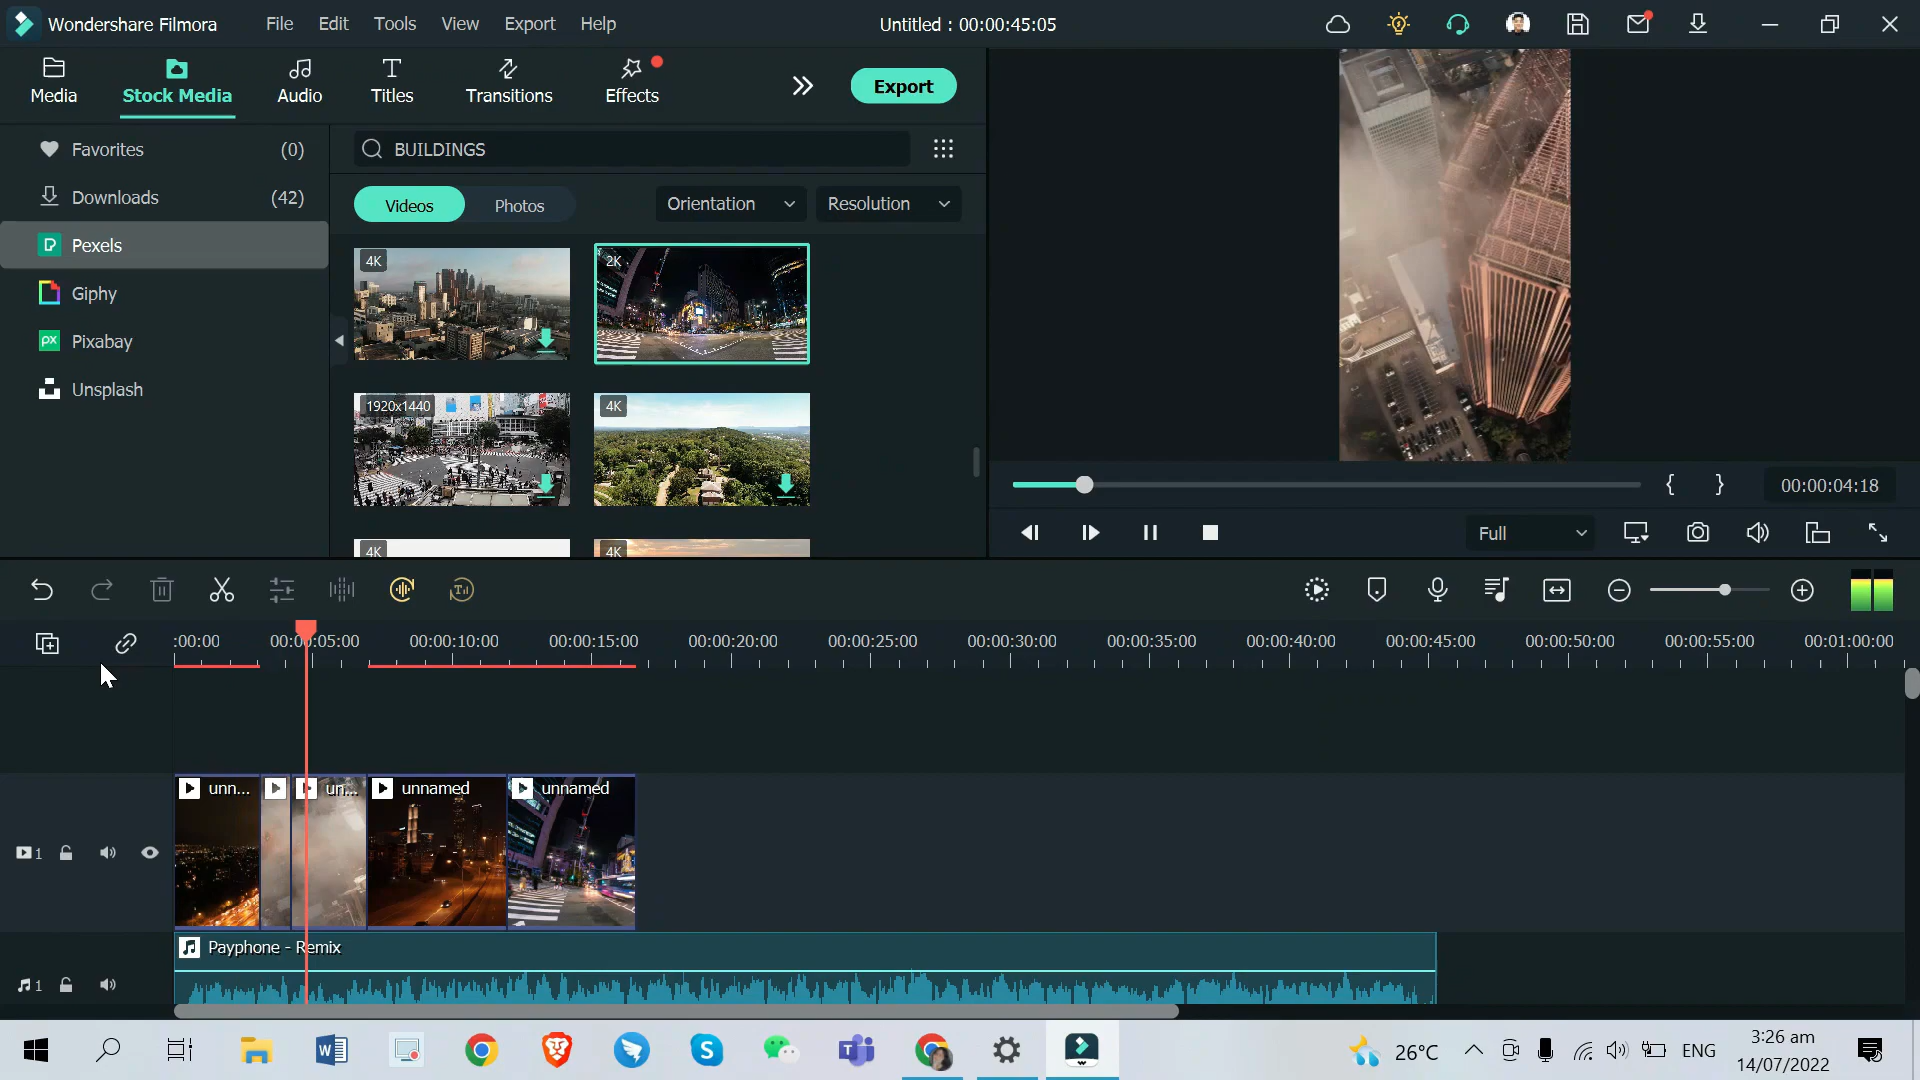 Wondershare Filmora
File Edit Tools View Export Help
Untitled : 00:00:45:05
Media
Stock Media
Audio
Titles
Transitions
Effects
Export
Favorites (0)
Downloads (42)
Pexels
Giphy
Pixabay
Unsplash
BUILDINGS
Videos
Photos
Orientation
Resolution
4K
2K
1920x1440
4K
4K
4K
{ } 00:00:04:18
Full
:00:00 00:00:05:00 00:00:10:00 00:00:15:00 00:00:20:00 00:00:25:00 00:00:30:00 00:00:35:00 00:00:40:00 00:00:45:00 00:00:50:00 00:00:55:00 00:01:00:00
unn...
un...
unnamed
unnamed
1
Payphone - Remix
1
26°C
ENG
3:26 am
14/07/2022